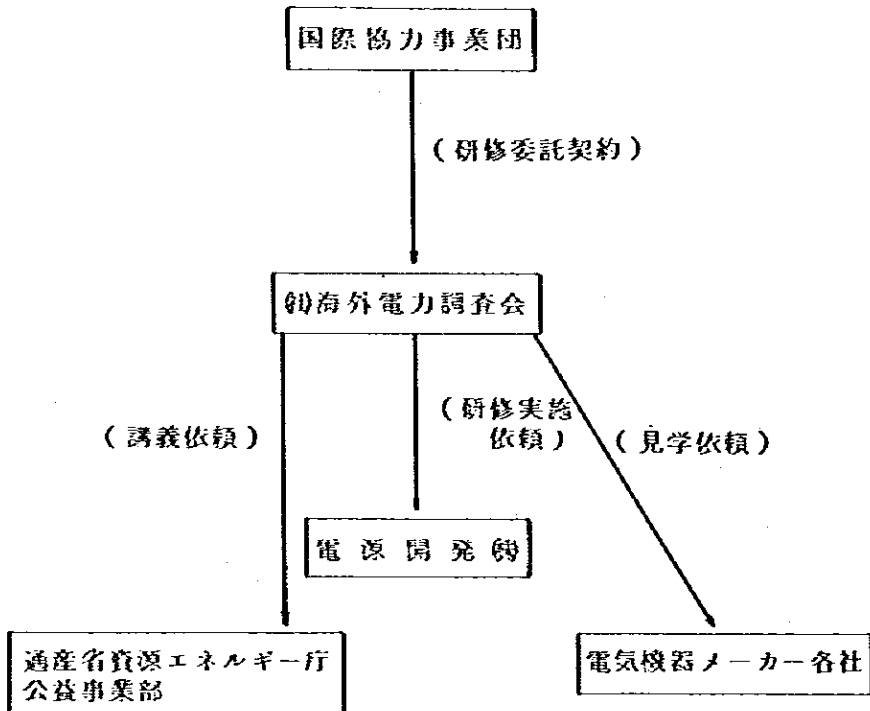 国際協力事業団
(研修委託契約)
㈳海外電力調査会
(講義依頼)
(研修実施
依頼)
(見学依頼)
電源開発㈱
通産省資源エネルギー庁
公益事業部
電気機器メーカー各社